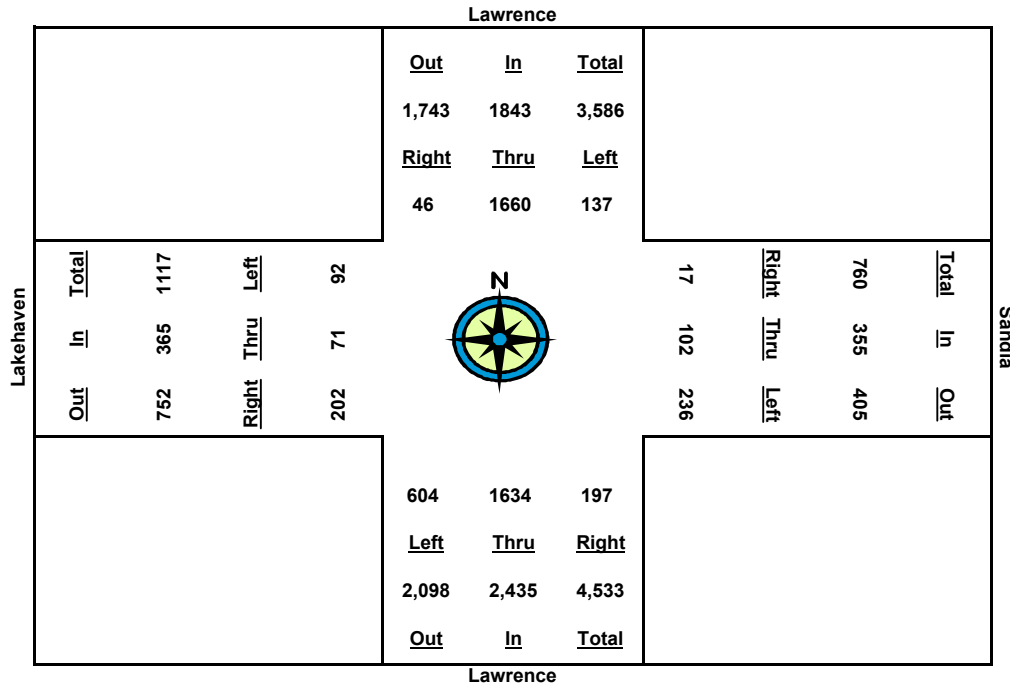 Lawrence
Out In Total
1,743 1843 3,586
Right Thru Left
46 1660 137
Lakehaven
Total In Out
1117 365 752
Left Thru Right
92 71 202
N
17 102 236
Right Thru Left
760 355 405
Total In Out
Sandia
604 1634 197
Left Thru Right
2,098 2,435 4,533
Out In Total
Lawrence